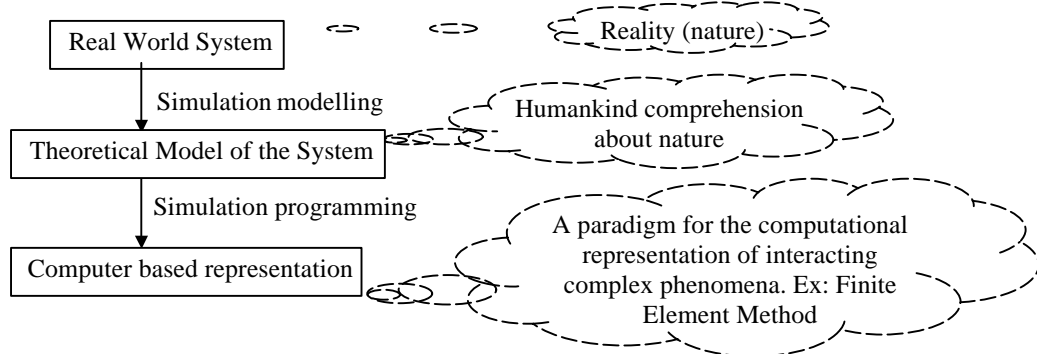 Real World System
Reality (nature)
Simulation modelling
Humankind comprehension
about nature
Theoretical Model of the System
Simulation programming
A paradigm for the computational
representation of interacting
complex phenomena. Ex: Finite
Element Method
Computer based representation